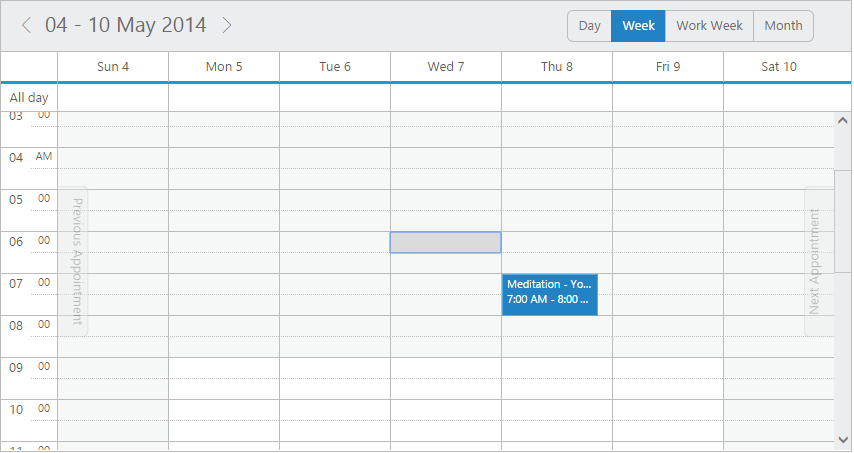 04 - 10 May 2014
Day Week Work Week Month
Sun 4 Mon 5 Tue 6 Wed 7 Thu 8 Fri 9 Sat 10
All day
03 00
04 AM
05 00
Previous Appointment
Next Appointment
06 00
07 00
Meditation - Yo...
7:00 AM - 8:00 ...
08 00
09 00
10 00
11 00